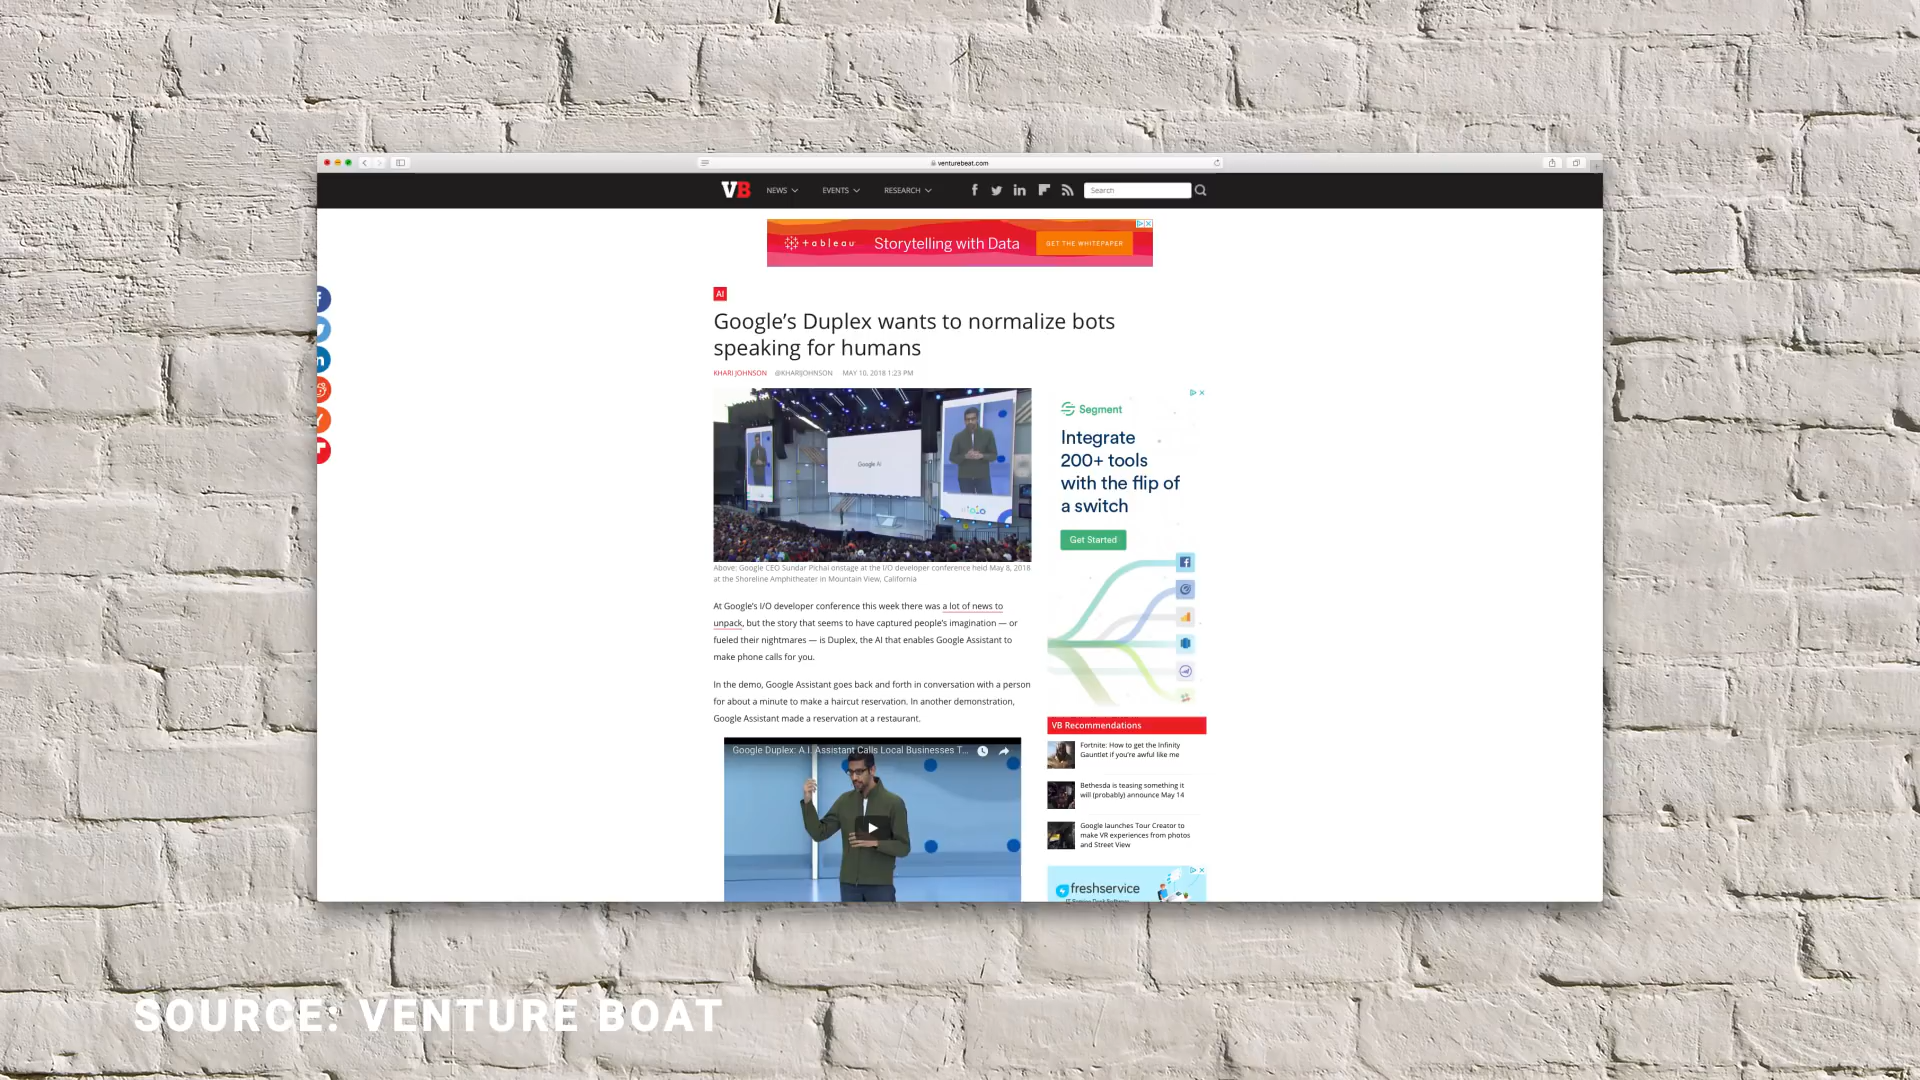 venturebeat.com
VB NEWS EVENTS RESEARCH Search
+ a b l e a u Storytelling with Data GET THE WHITEPAPER
AI
Google's Duplex wants to normalize bots
speaking for humans
KHARI JOHNSON @KHARIJOHNSON MAY 10, 2018 1:23 PM
Google AI
Above: Google CEO Sundar Pichai onstage at the I/O developer conference held May 8, 2018
at the Shoreline Amphitheater in Mountain View, California
At Google's I/O developer conference this week there was a lot of news to
unpack, but the story that seems to have captured people's imagination — or
fueled their nightmares — is Duplex, the AI that enables Google Assistant to
make phone calls for you.
In the demo, Google Assistant goes back and forth in conversation with a person
for about a minute to make a haircut reservation. In another demonstration,
Google Assistant made a reservation at a restaurant.
Google Duplex: A.I. Assistant Calls Local Businesses T...
Segment
Integrate
200+ tools
with the flip of
a switch
Get Started
VB Recommendations
Fortnite: How to get the Infinity
Gauntlet if you're awful like me
Bethesda is teasing something it
will (probably) announce May 14
Google launches Tour Creator to
make VR experiences from photos
and Street View
freshservice
SOURCE: VENTURE BOAT